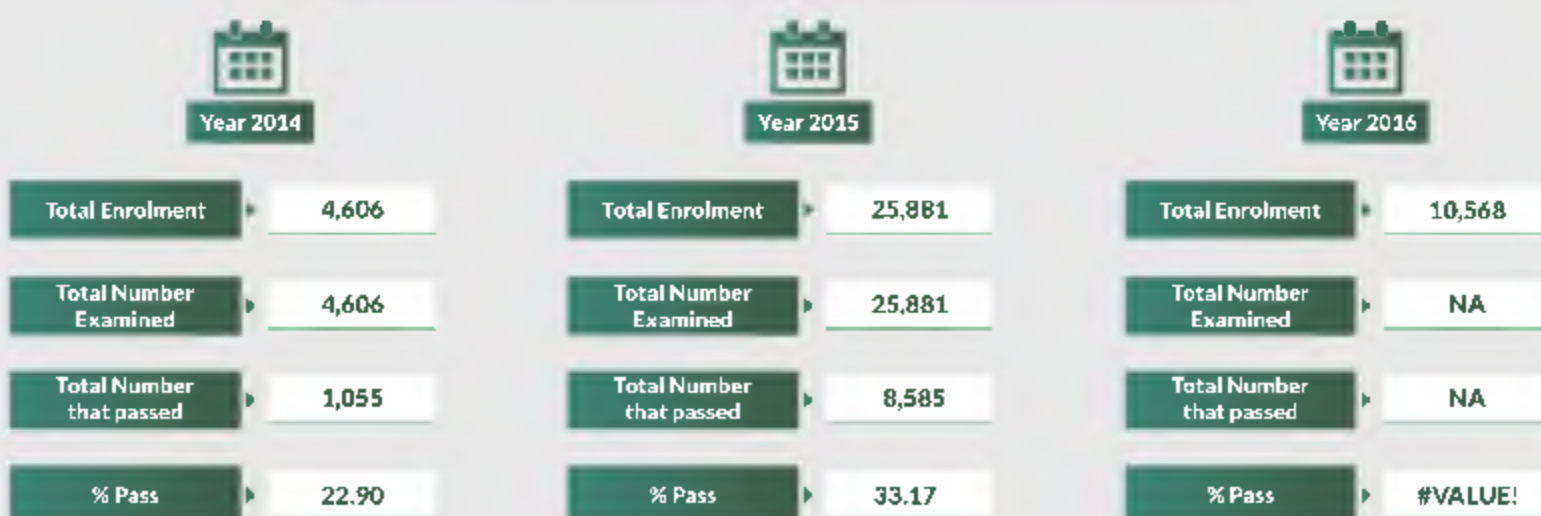 Year 2014
Year 2015
Year 2016
Total Enrolment 4,606
Total Enrolment 25,881
Total Enrolment 10,568
Total Number
Examined 4,606
Total Number
Examined 25,881
Total Number
Examined NA
Total Number
that passed 1,055
Total Number
that passed 8,585
Total Number
that passed NA
% Pass 22.90
% Pass 33.17
% Pass #VALUE!